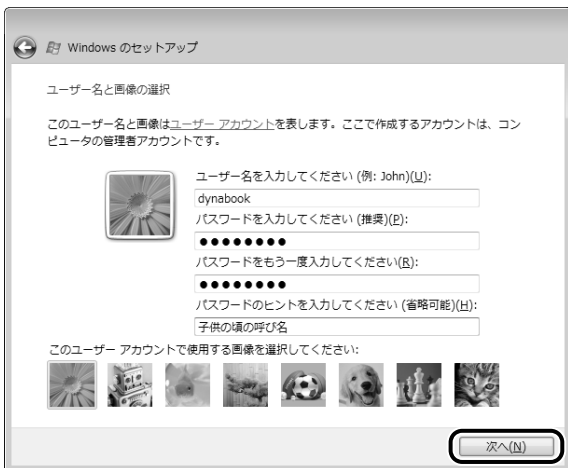 Windows のセットアップ
ユーザー名と画像の選択
このユーザー名と画像はユーザー アカウントを表します。ここで作成するアカウントは、コン
ピュータの管理者アカウントです。
ユーザー名を入力してください (例: John)(U):
dynabook
パスワードを入力してください (推奨)(P):
●●●●●●●●
パスワードをもう一度入力してください(R):
●●●●●●●●
パスワードのヒントを入力してください (省略可能)(H):
子供の頃の呼び名
このユーザー アカウントで使用する画像を選択してください:
次へ(N)